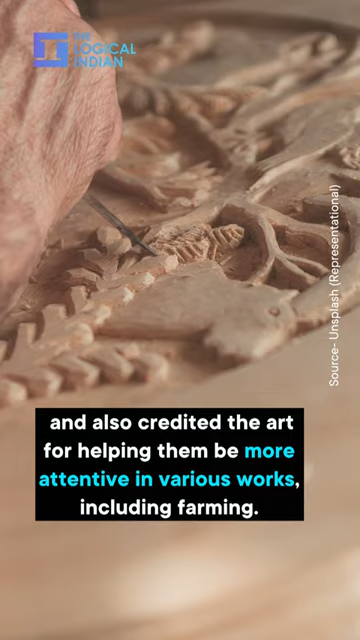 THE
LOGICAL
INDIAN
Source- Unsplash (Representational)
and also credited the art
for helping them be more
attentive in various works,
including farming.